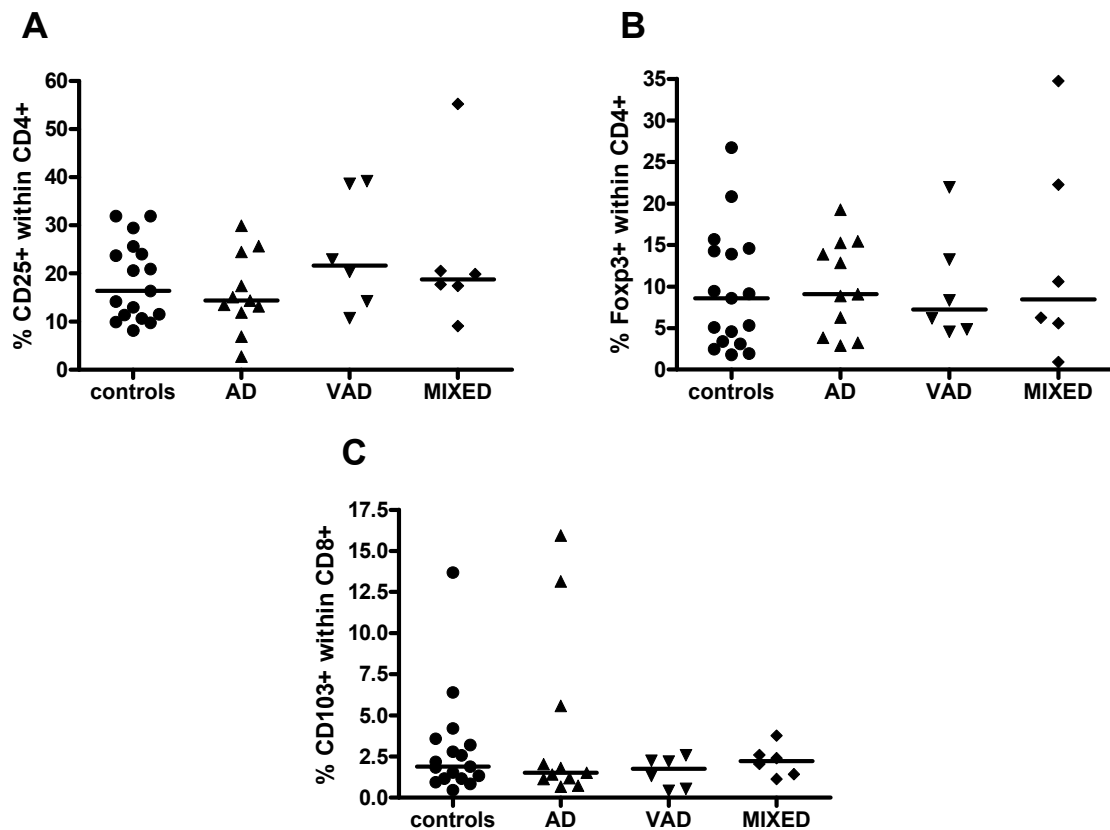 A
% CD25+ within CD4+
60
50
40
30
20
10
0
controls AD VAD MIXED
B
% Foxp3+ within CD4+
35
30
25
20
15
10
5
0
controls AD VAD MIXED
C
% CD103+ within CD8+
17.5
15.0
12.5
10.0
7.5
5.0
2.5
0.0
controls AD VAD MIXED